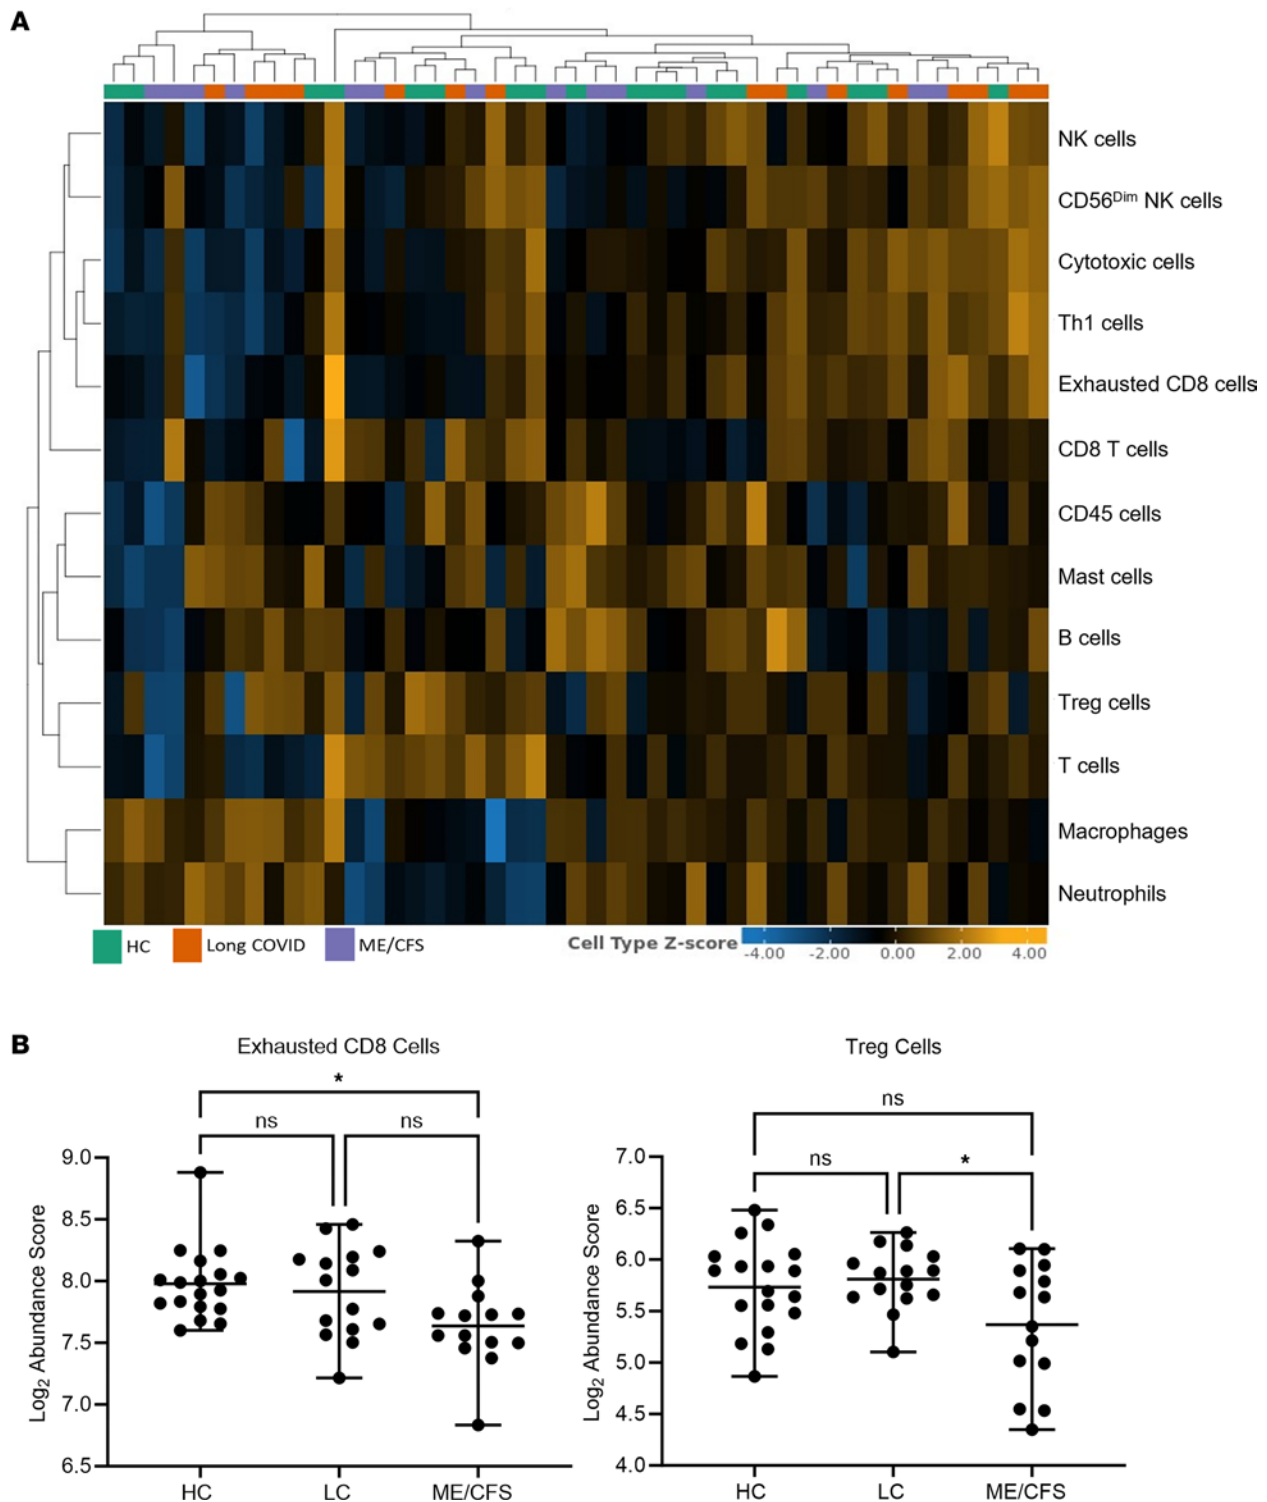 A
NK cells
CD56Dim NK cells
Cytotoxic cells
Th1 cells
Exhausted CD8 cells
CD8 T cells
CD45 cells
Mast cells
B cells
Treg cells
T cells
Macrophages
Neutrophils
HC Long COVID ME/CFS Cell Type Z-score
-4.00 -2.00 0.00 2.00 4.00
B
Exhausted CD8 Cells
*
ns ns
Log2 Abundance Score
9.0
8.5
8.0
7.5
7.0
6.5
HC LC ME/CFS
Treg Cells
ns
ns *
Log2 Abundance Score
7.0
6.5
6.0
5.5
5.0
4.5
4.0
HC LC ME/CFS